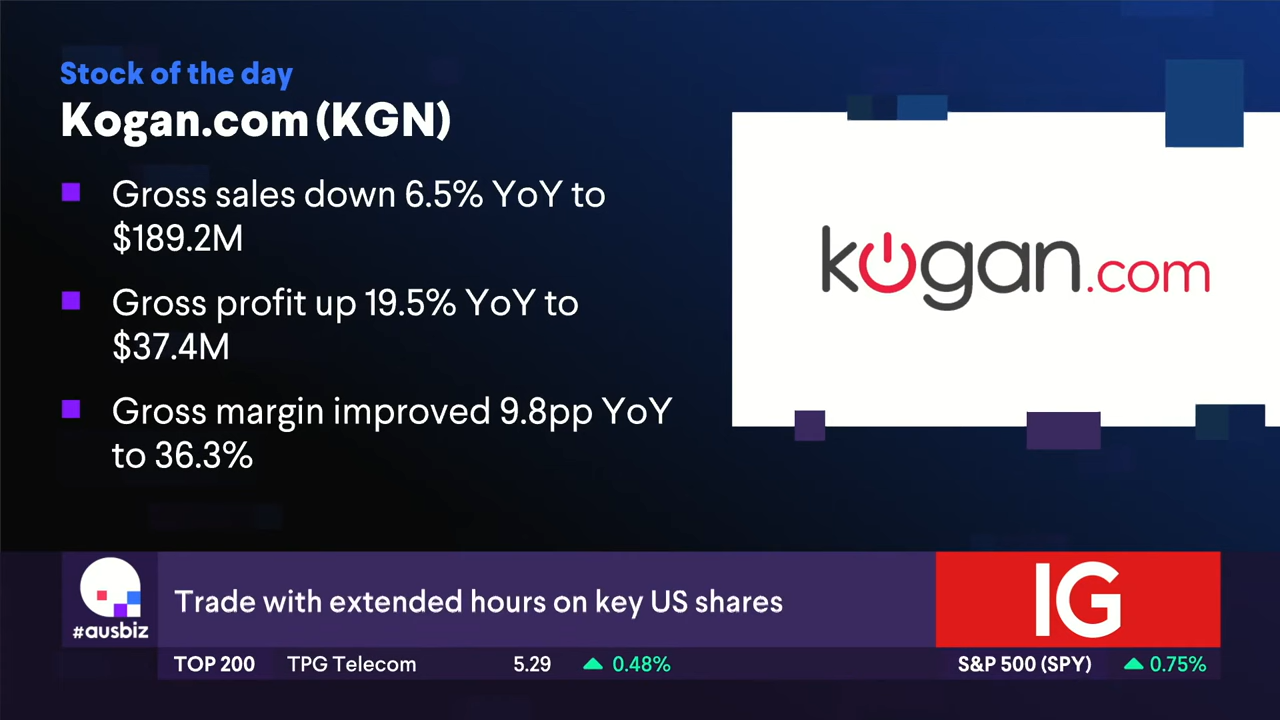 Stock of the day
Kogan.com (KGN)
Gross sales down 6.5% YoY to
$189.2M
Gross profit up 19.5% YoY to
$37.4M
Gross margin improved 9.8pp YoY
to 36.3%
kogan.com
#ausbiz
Trade with extended hours on key US shares
IG
TOP 200 TPG Telecom 5.29 0.48% S&P 500 (SPY) 0.75%